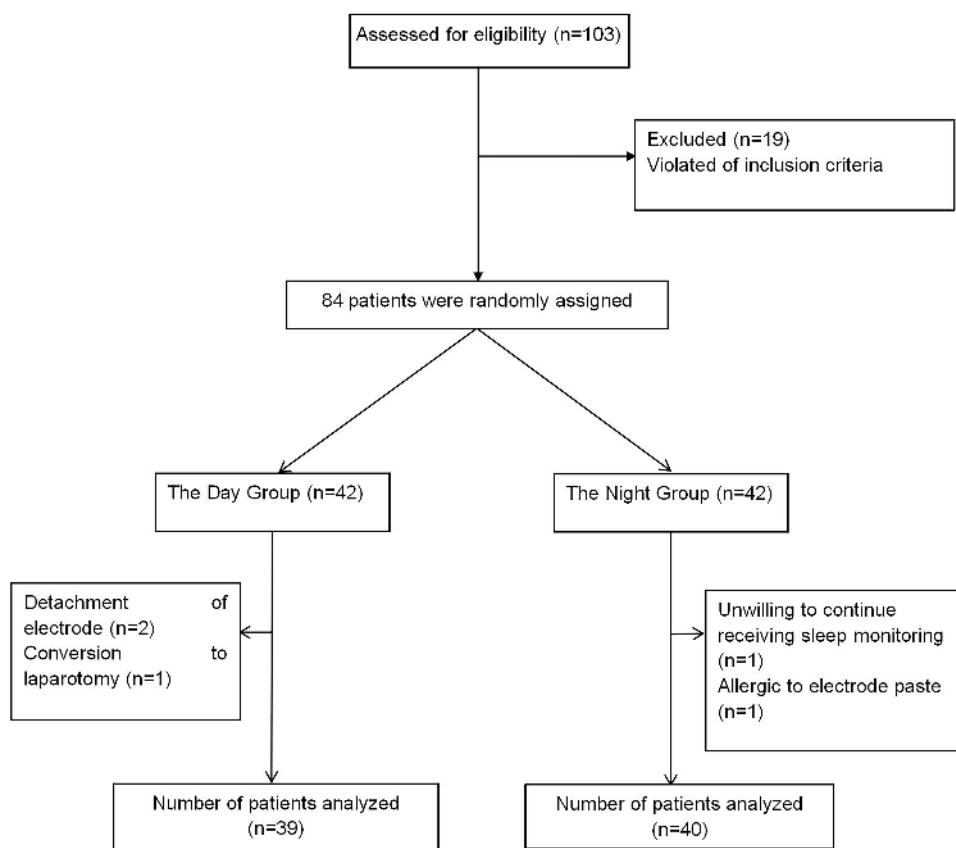 Assessed for eligibility (n=103)
Excluded (n=19)
Violated of inclusion criteria
84 patients were randomly assigned
The Day Group (n=42)
The Night Group (n=42)
Detachment of
electrode (n=2)
Conversion to
laparotomy (n=1)
Unwilling to continue
receiving sleep monitoring
(n=1)
Allergic to electrode paste
(n=1)
Number of patients analyzed
(n=39)
Number of patients analyzed
(n=40)